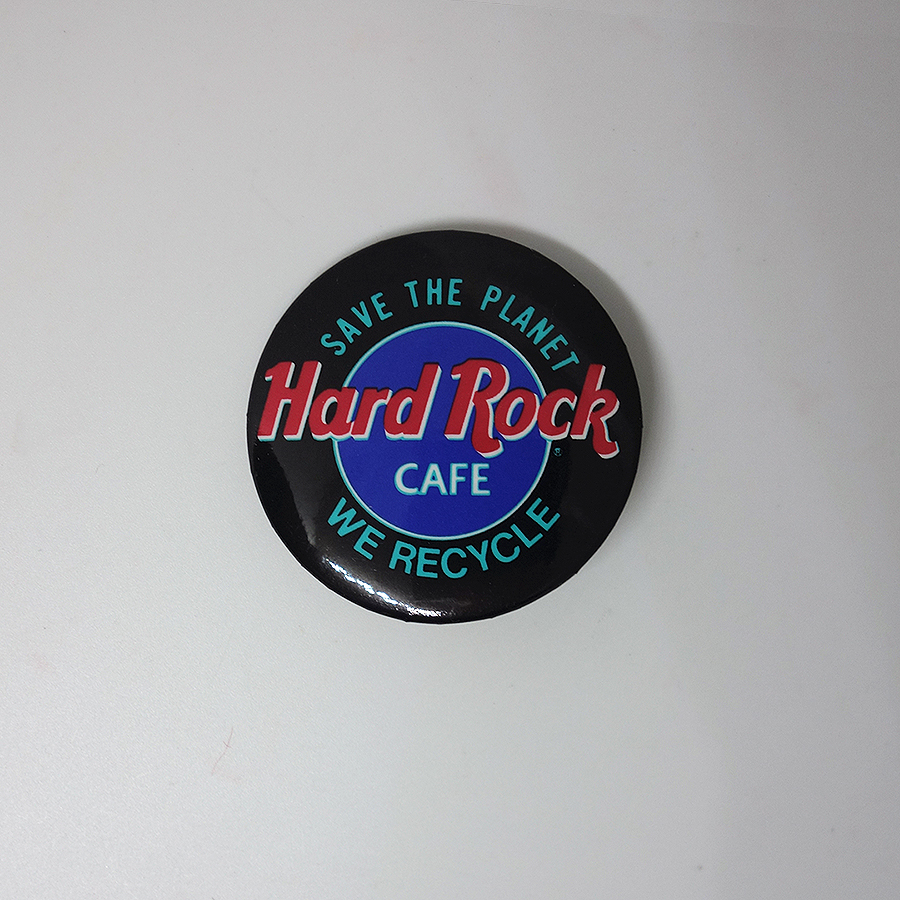 SAVE THE PLANET
Hard Rock
CAFE
WE RECYCLE